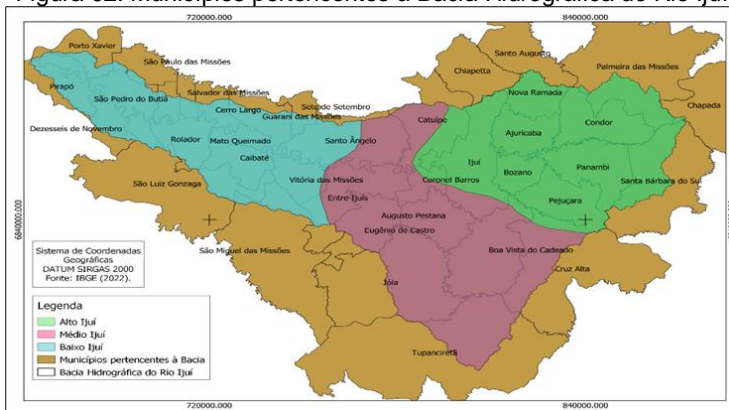 Figura 02: Municípios pertencentes à Bacia Hidrográfica do Rio Ijuí
720000.000
840000.000
Porto Xavier
São Paulo das Missões
Santo Augusto
Chiapetta
Palmeira das Missões
Pirapó
Salvador das Missões
São Pedro do Butiá
Nova Ramada
Cerro Largo
Sete de Setembro
Chapada
Guarani das Missões
Catuípe
Condor
Dezesseis de Novembro
Ajuricaba
Rolador
Mato Queimado
Santo Ângelo
Caibaté
Ijuí
Bozano
Panambi
Vitória das Missões
Coronel Barros
Santa Bárbara do Sul
São Luiz Gonzaga
Entre-Ijuís
Pejuçara
Augusto Pestana
6840000.000
6840000.000
Eugênio de Castro
São Miguel das Missões
Boa Vista do Cadeado
Cruz Alta
Jóia
Tupanciretã
Sistema de Coordenadas
Geográficas
DATUM SIRGAS 2000
Fonte: IBGE (2022).
Legenda
Alto Ijuí
Médio Ijuí
Baixo Ijuí
Municípios pertencentes à Bacia
Bacia Hidrográfica do Rio Ijuí
720000.000
840000.000